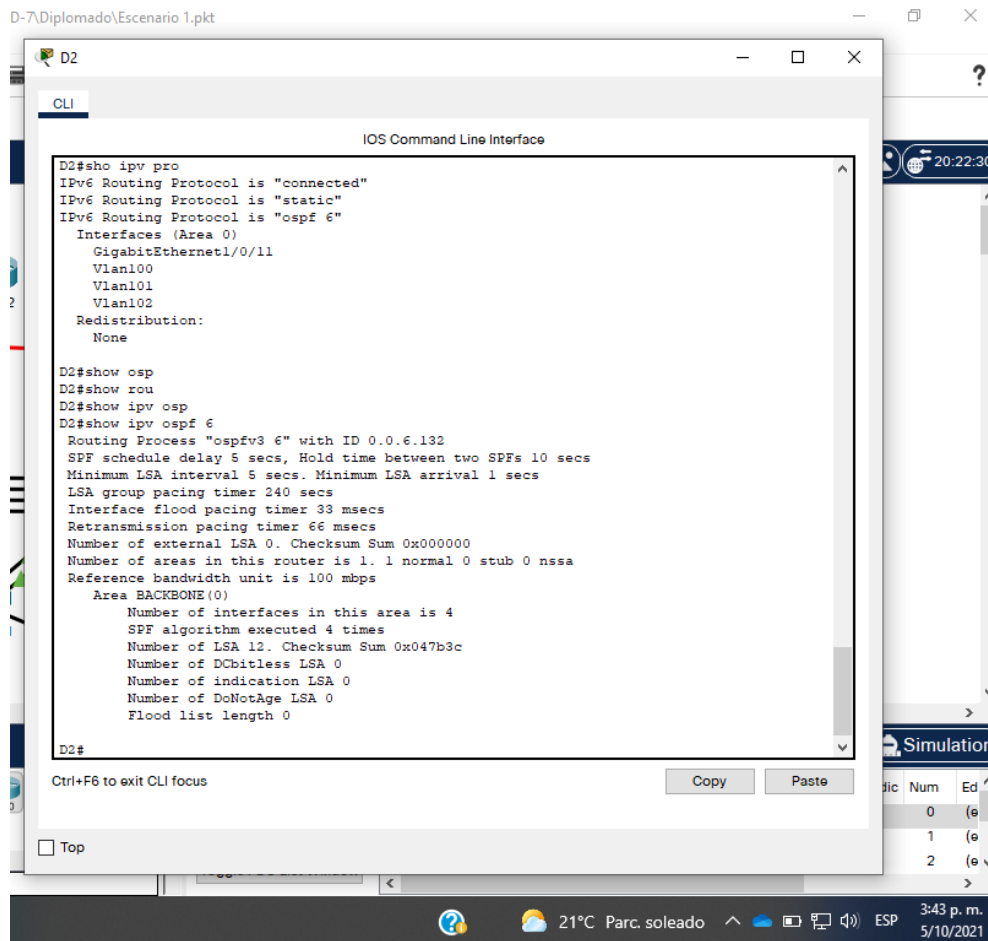 D-7\Diplomado\Escenario 1.pkt
D2
?
CLI
IOS Command Line Interface
20:22:30
D2#sho ipv pro
IPv6 Routing Protocol is "connected"
IPv6 Routing Protocol is "static"
IPv6 Routing Protocol is "ospf 6"
Interfaces (Area 0)
GigabitEthernet1/0/11
Vlan100
Vlan101
Vlan102
Redistribution:
None
D2#show osp
D2#show rou
D2#show ipv osp
D2#show ipv ospf 6
Routing Process "ospfv3 6" with ID 0.0.6.132
SPF schedule delay 5 secs, Hold time between two SPFs 10 secs
Minimum LSA interval 5 secs. Minimum LSA arrival 1 secs
LSA group pacing timer 240 secs
Interface flood pacing timer 33 msecs
Retransmission pacing timer 66 msecs
Number of external LSA 0. Checksum Sum 0x000000
Number of areas in this router is 1. 1 normal 0 stub 0 nssa
Reference bandwidth unit is 100 mbps
Area BACKBONE(0)
Number of interfaces in this area is 4
SPF algorithm executed 4 times
Number of LSA 12. Checksum Sum 0x047b3c
Number of DCbitless LSA 0
Number of indication LSA 0
Number of DoNotAge LSA 0
Flood list length 0
D2#
Simulation
Ctrl+F6 to exit CLI focus
Copy
Paste
dic Num Ed
0 (e
1 (e
2 (e
Top
21°C Parc. soleado
ESP
3:43 p. m.
5/10/2021